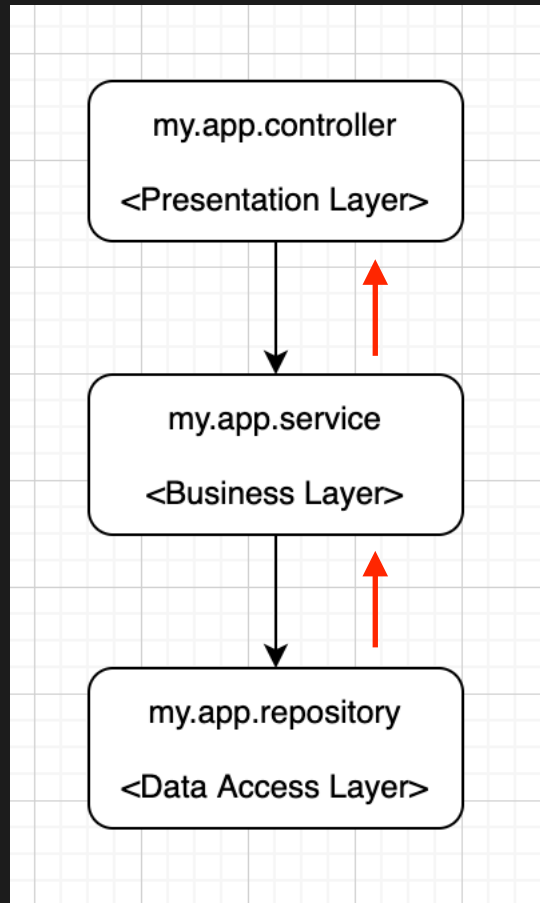 my.app.controller
<Presentation Layer>
my.app.service
<Business Layer>
my.app.repository
<Data Access Layer>